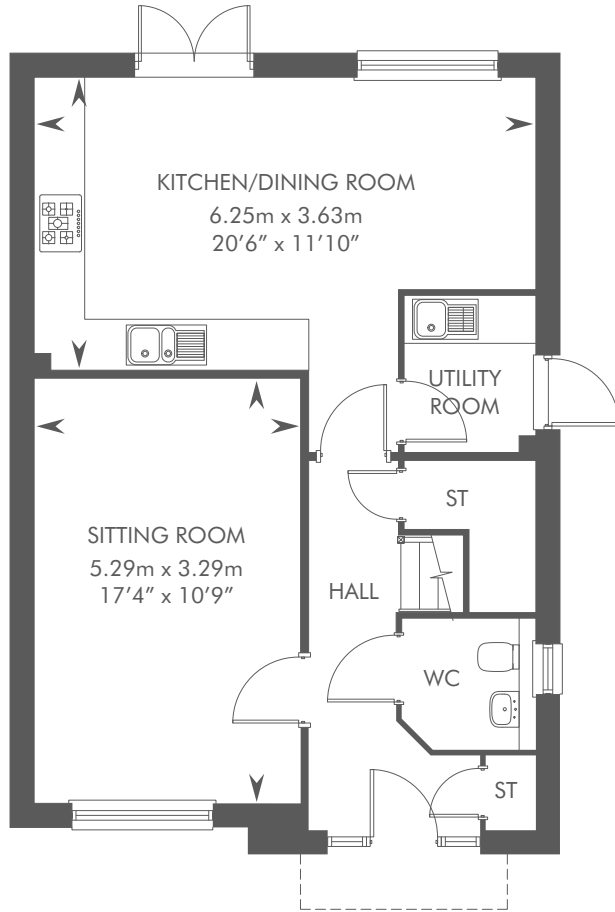 KITCHEN/DINING ROOM
6.25m x 3.63m
20’6” x 11’10”
UTILITY
ROOM
ST
SITTING ROOM
5.29m x 3.29m
17’4” x 10’9”
HALL
WC
ST